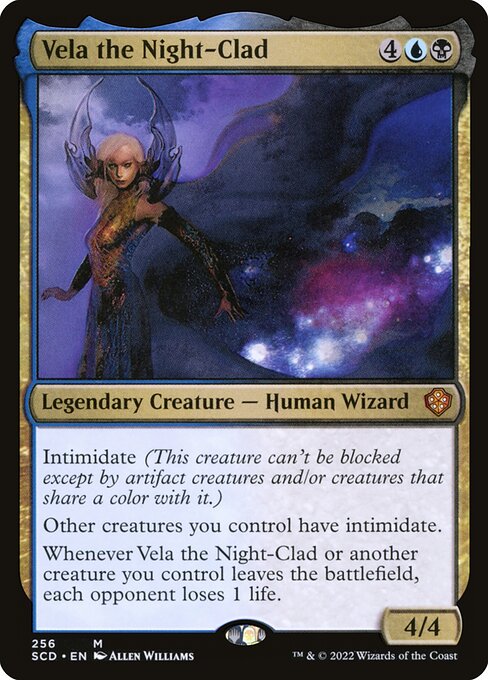 Vela the Night-Clad 4
Legendary Creature — Human Wizard
Intimidate (This creature can't be blocked
except by artifact creatures and/or creatures that
share a color with it.)
Other creatures you control have intimidate.
Whenever Vela the Night-Clad or another
creature you control leaves the battlefield,
each opponent loses 1 life.
4/4
256 M
SCD • EN Allen Williams ™ & © 2022 Wizards of the Coast